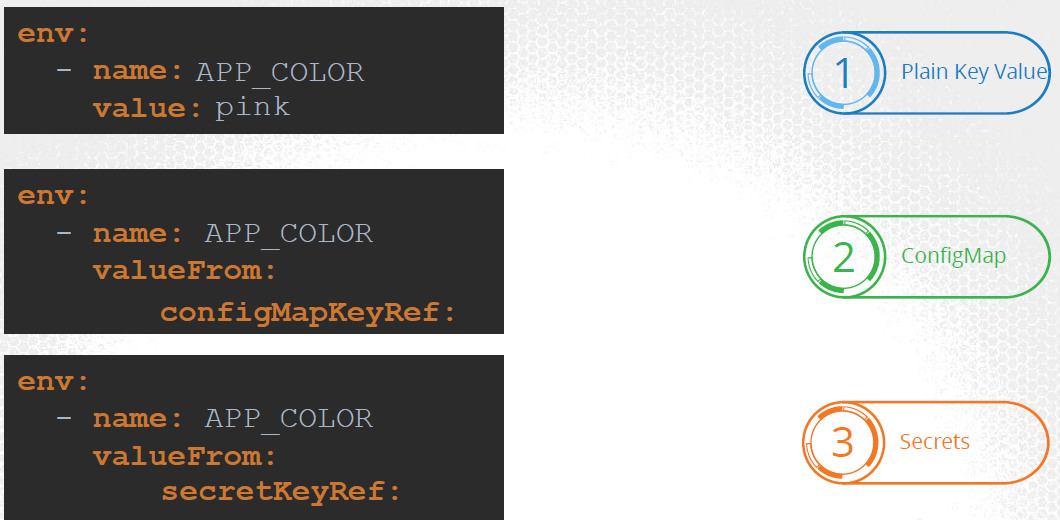 env:
- name: APP_COLOR
value: pink
1 Plain Key Value
env:
- name: APP_COLOR
valueFrom:
configMapKeyRef:
2 ConfigMap
env:
- name: APP_COLOR
valueFrom:
secretKeyRef:
3 Secrets